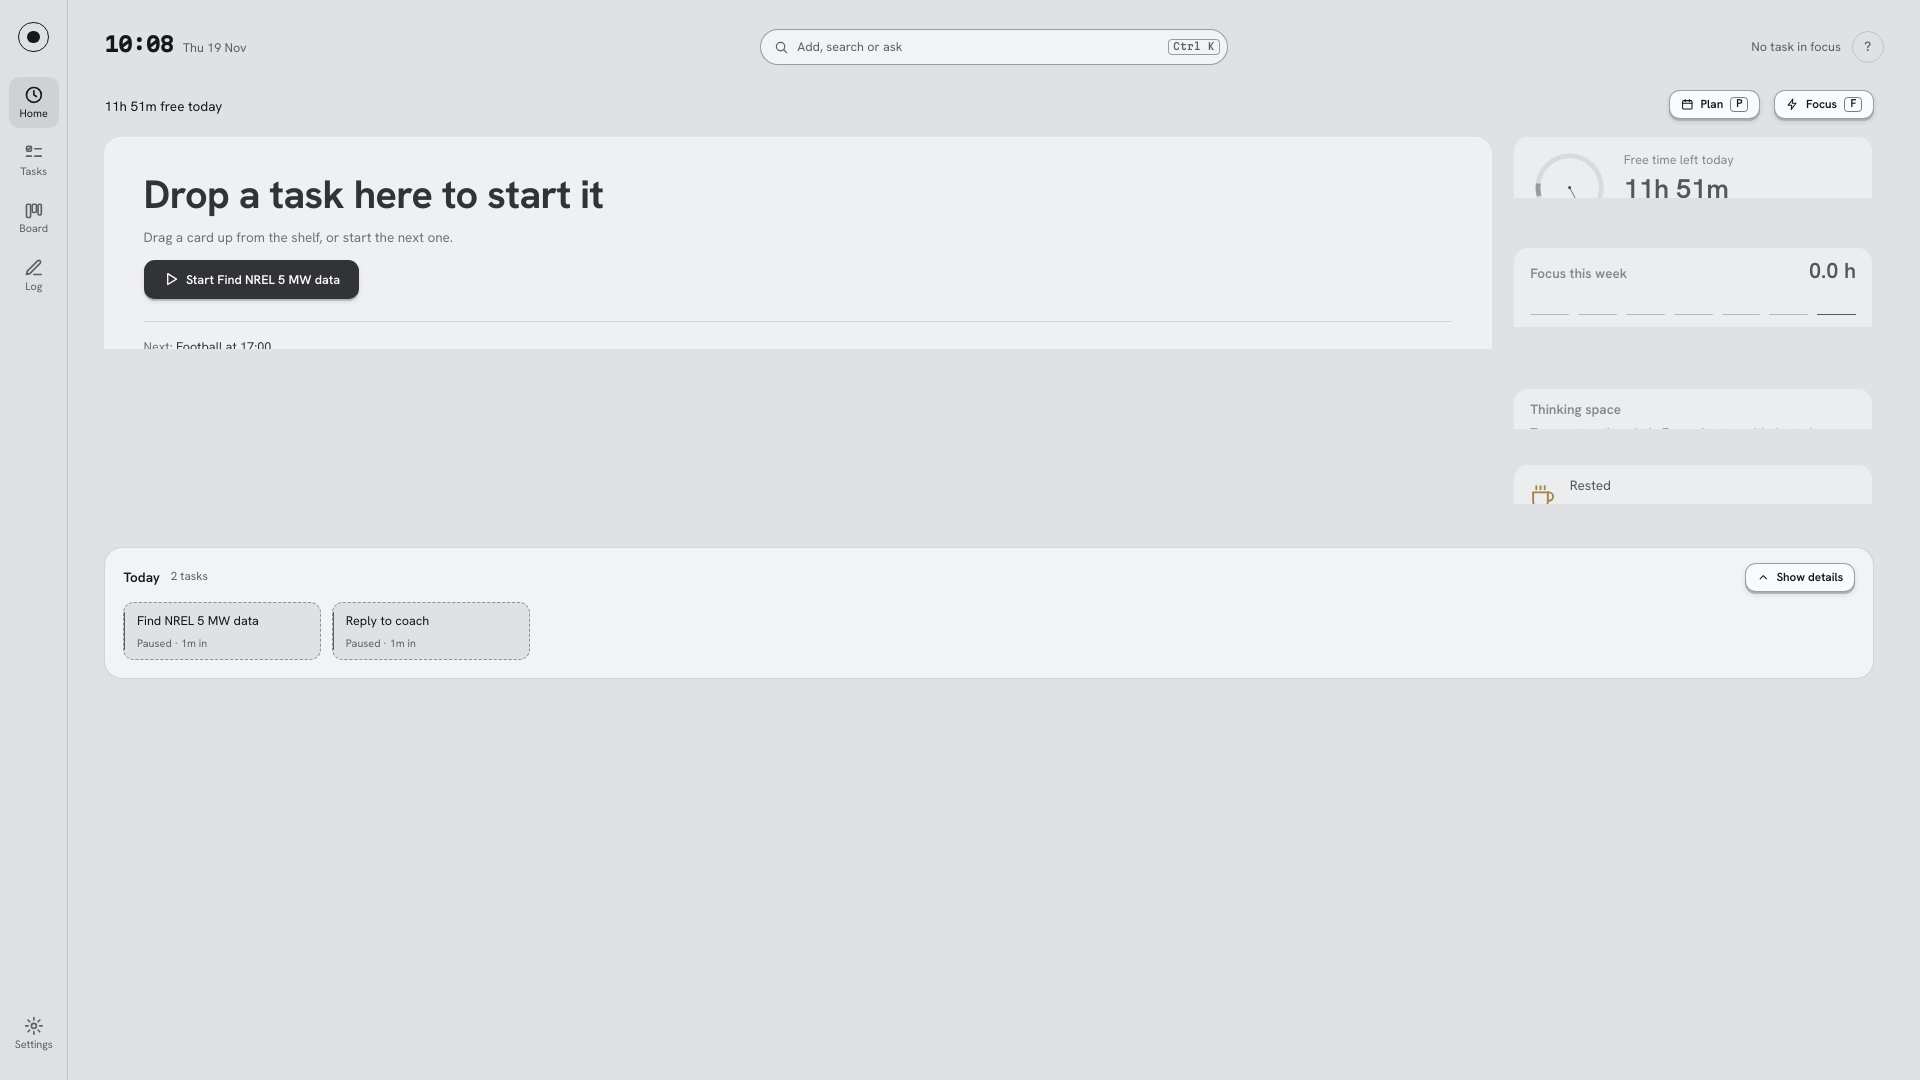 10:08 Thu 19 Nov
Add, search or ask
Ctrl K
No task in focus
?
Home
Tasks
Board
Log
Settings
11h 51m free today
Plan P
Focus F
Drop a task here to start it
Drag a card up from the shelf, or start the next one.
Start Find NREL 5 MW data
Next: Football at 17:00
Free time left today
11h 51m
Focus this week
0.0 h
Thinking space
Rested
Today 2 tasks
Show details
Find NREL 5 MW data
Paused · 1m in
Reply to coach
Paused · 1m in